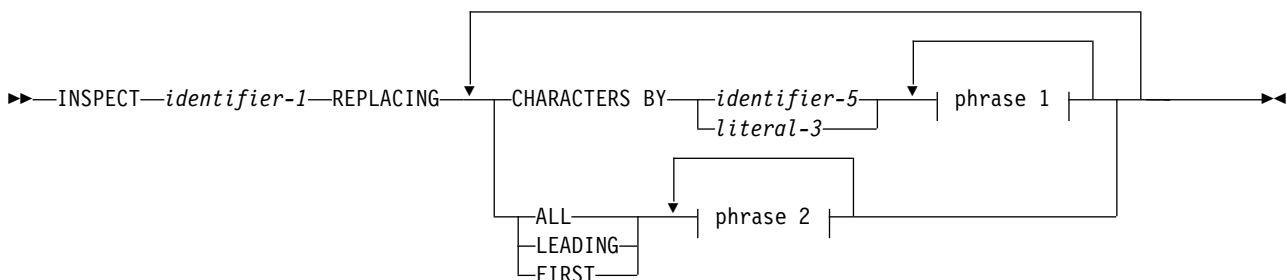 INSPECT identifier-1 REPLACING CHARACTERS BY identifier-5 phrase 1
literal-3
ALL phrase 2
LEADING
FIRST